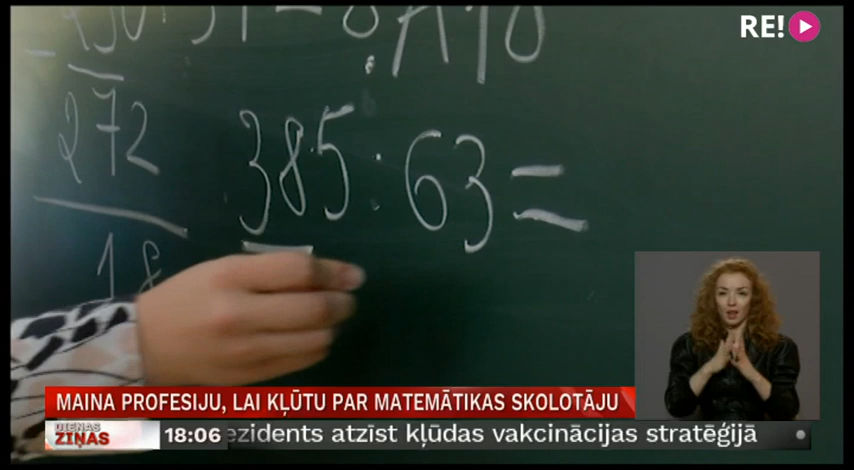 RE!
272
385:63=
18
MAINA PROFESIJU, LAI KĻŪTU PAR MATEMĀTIKAS SKOLOTĀJU
DIENAS ZIŅAS 18:06 ezidents atzīst kļūdas vakcinācijas stratēģijā